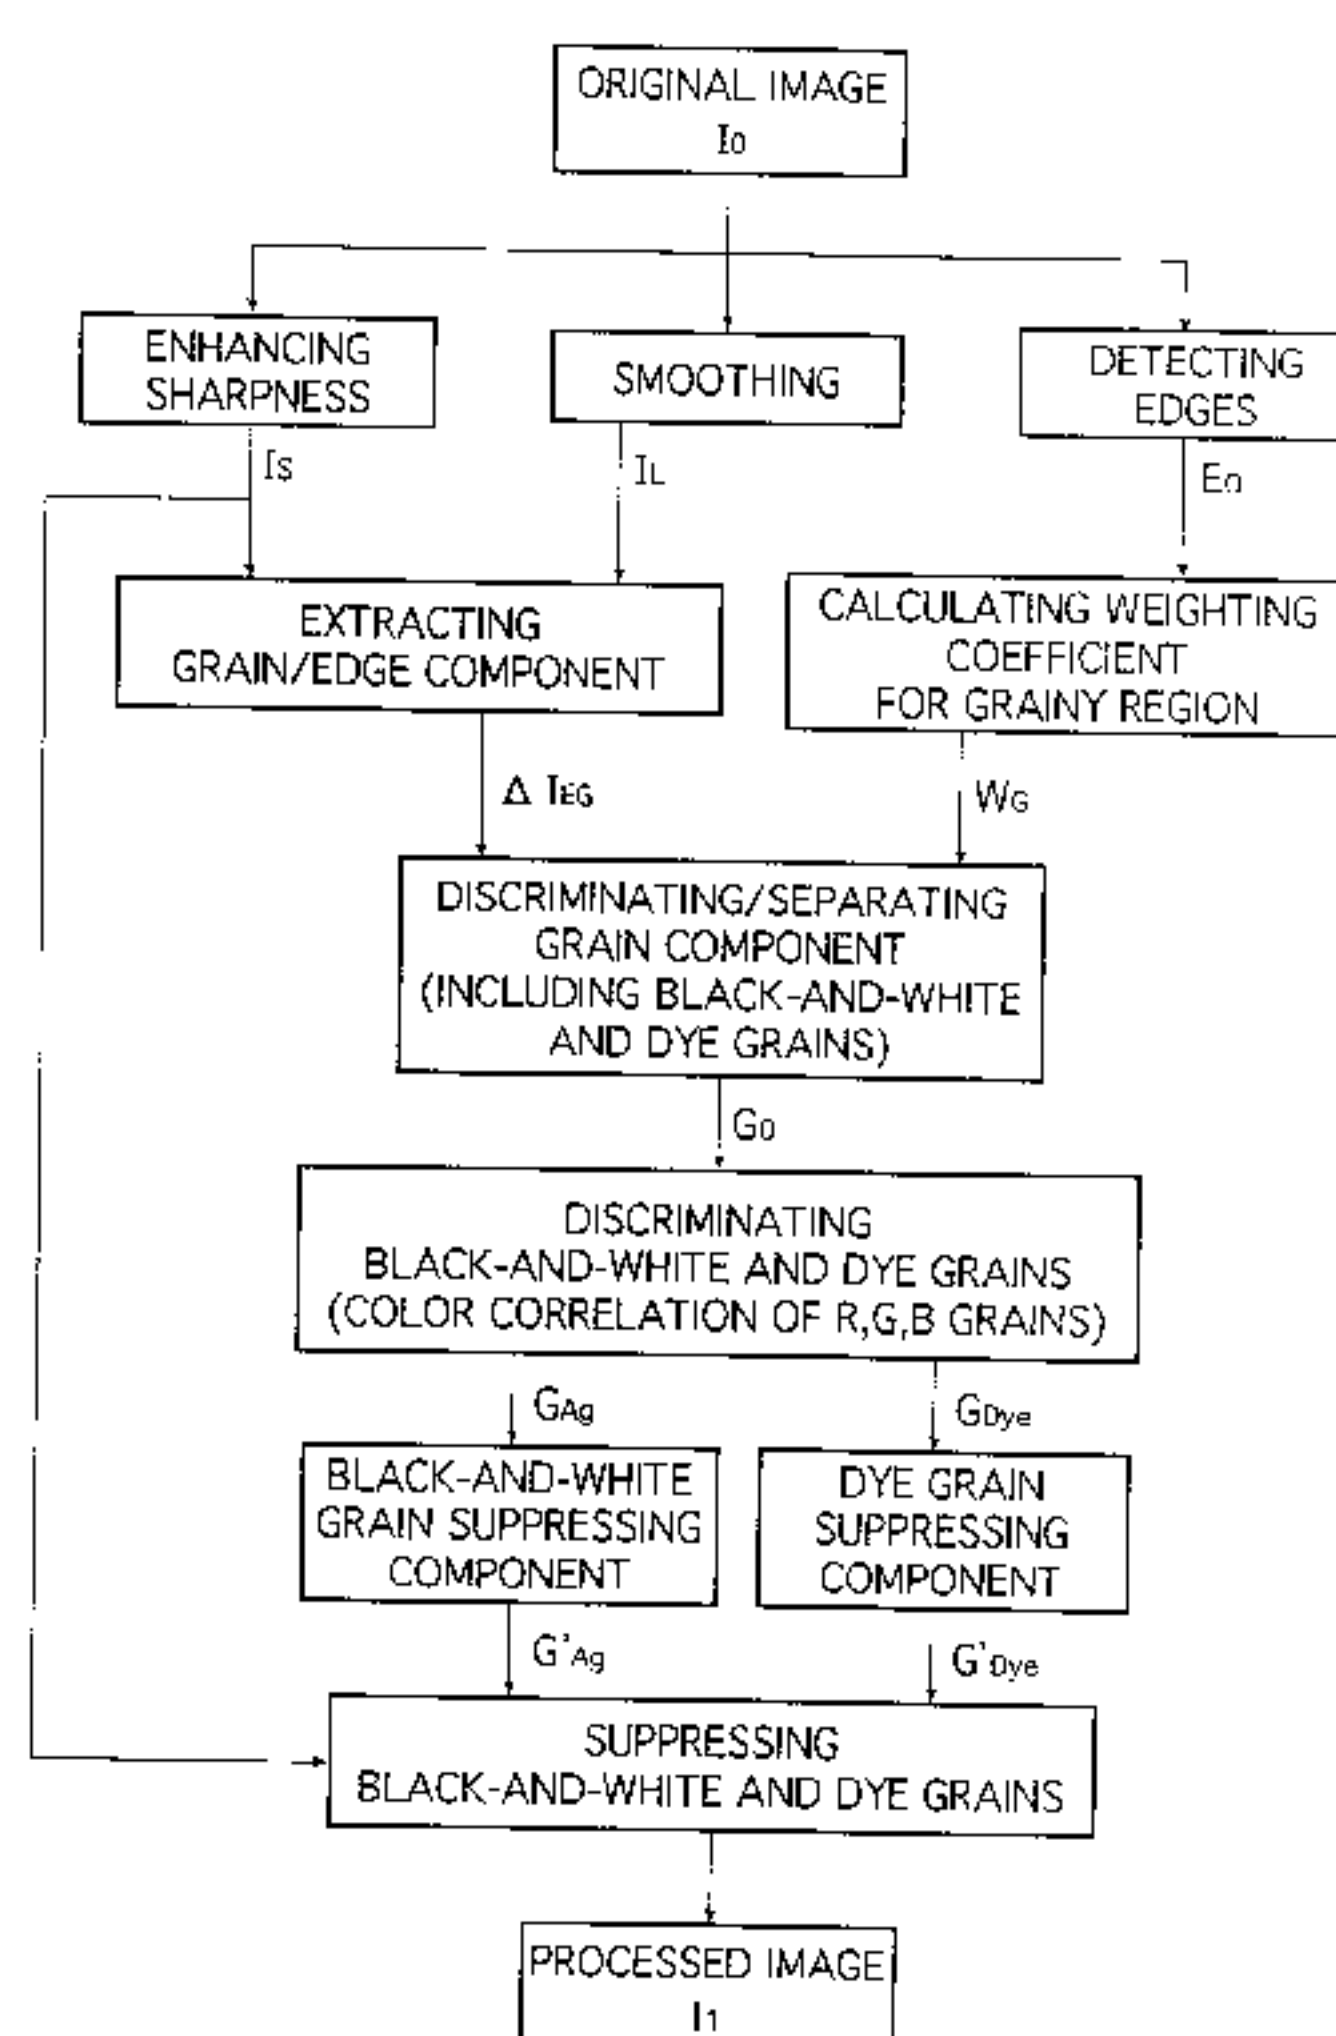 ORIGINAL IMAGE
I0
ENHANCING
SHARPNESS
SMOOTHING
DETECTING
EDGES
IS
IL
E0
EXTRACTING
GRAIN/EDGE COMPONENT
CALCULATING WEIGHTING
COEFFICIENT
FOR GRAINY REGION
Δ IEG
WG
DISCRIMINATING/SEPARATING
GRAIN COMPONENT
(INCLUDING BLACK-AND-WHITE
AND DYE GRAINS)
G0
DISCRIMINATING
BLACK-AND-WHITE AND DYE GRAINS
(COLOR CORRELATION OF R,G,B GRAINS)
GAg
GDye
BLACK-AND-WHITE
GRAIN SUPPRESSING
COMPONENT
DYE GRAIN
SUPPRESSING
COMPONENT
G'Ag
G'Dye
SUPPRESSING
BLACK-AND-WHITE AND DYE GRAINS
PROCESSED IMAGE
I1